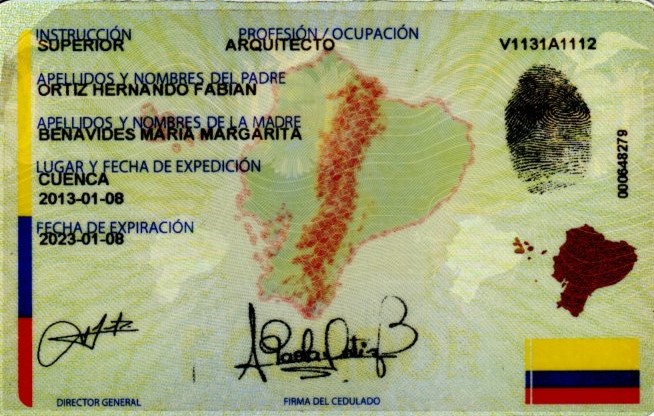 INSTRUCCIÓN PROFESIÓN / OCUPACIÓN
SUPERIOR ARQUITECTO V1131A1112
APELLIDOS Y NOMBRES DEL PADRE
ORTIZ HERNANDO FABIAN
APELLIDOS Y NOMBRES DE LA MADRE
BENAVIDES MARIA MARGARITA
LUGAR Y FECHA DE EXPEDICIÓN
CUENCA
2013-01-08
FECHA DE EXPIRACIÓN
2023-01-08
000648279
A Paola Ortiz B
DIRECTOR GENERAL FIRMA DEL CEDULADO